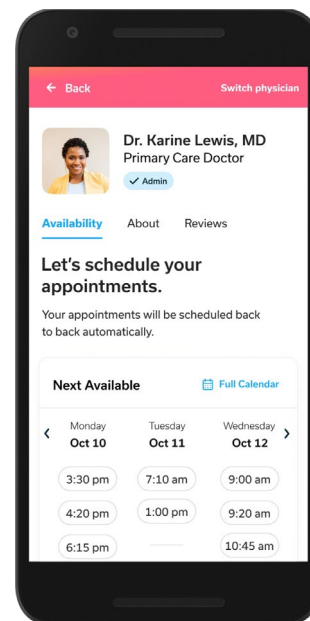 Back
Switch physician
Dr. Karine Lewis, MD
Primary Care Doctor
Admin
Availability About Reviews
Let's schedule your
appointments.
Your appointments will be scheduled back
to back automatically.
Next Available
Full Calendar
Monday Tuesday Wednesday
Oct 10 Oct 11 Oct 12
3:30 pm 7:10 am 9:00 am
4:20 pm 1:00 pm 9:20 am
6:15 pm 10:45 am